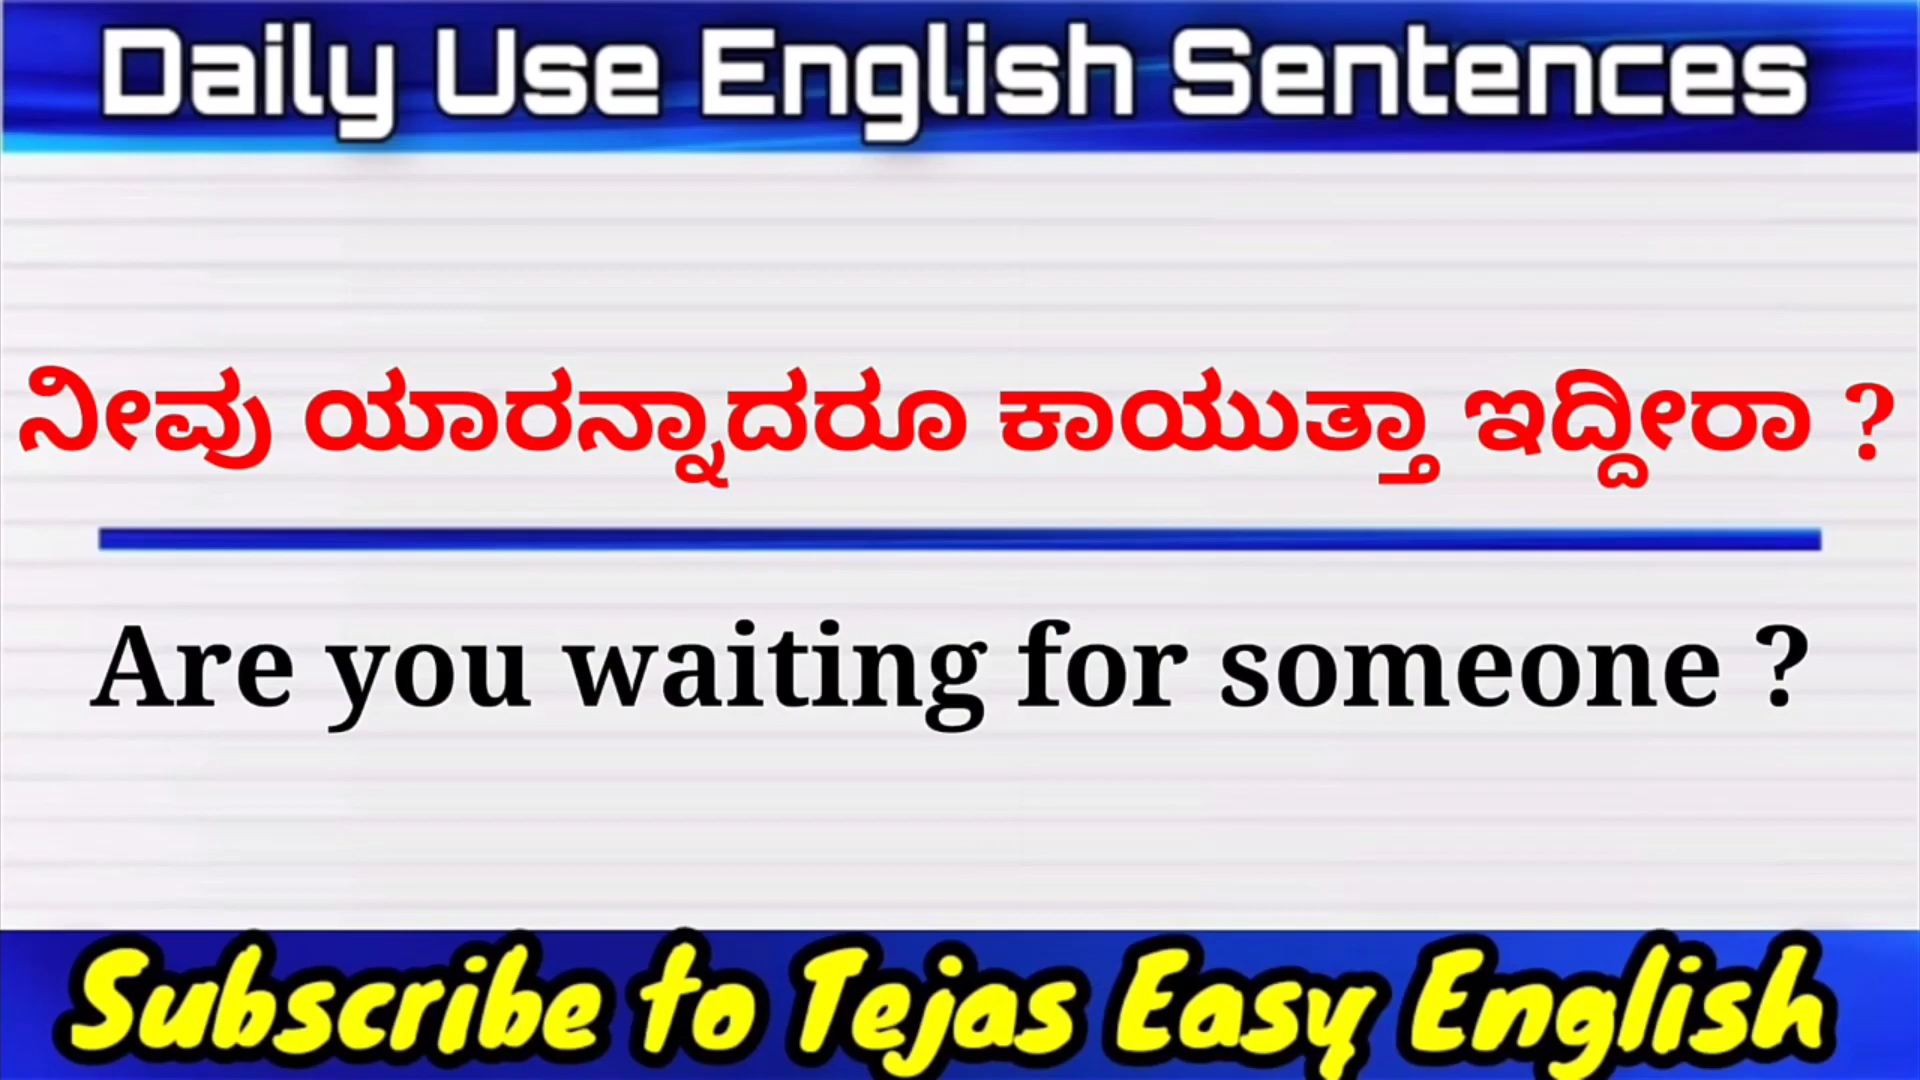 Daily Use English Sentences
ನೀವು ಯಾರನ್ನಾದರೂ ಕಾಯುತ್ತಾ ಇದ್ದೀರಾ ?
Are you waiting for someone ?
Subscribe to Tejas Easy English